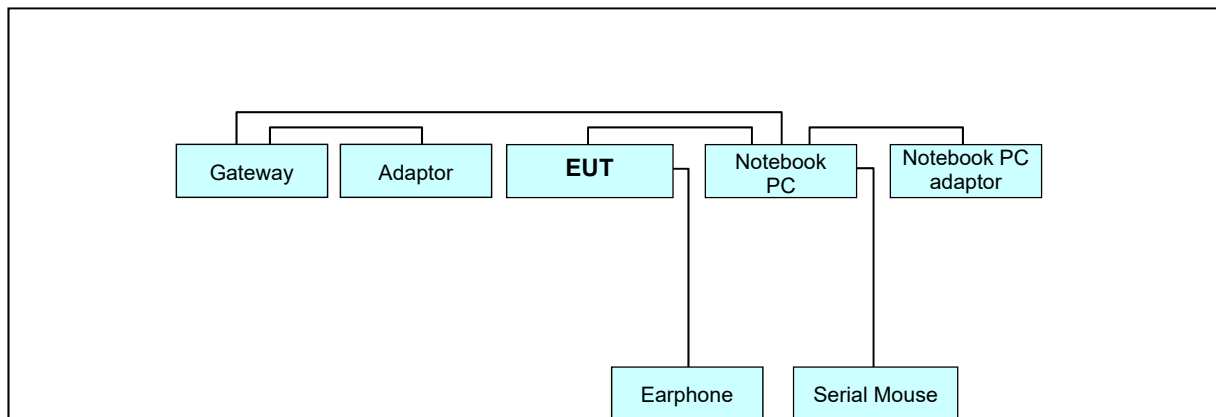 Gateway
Adaptor
EUT
Notebook
PC
Notebook PC
adaptor
Earphone
Serial Mouse